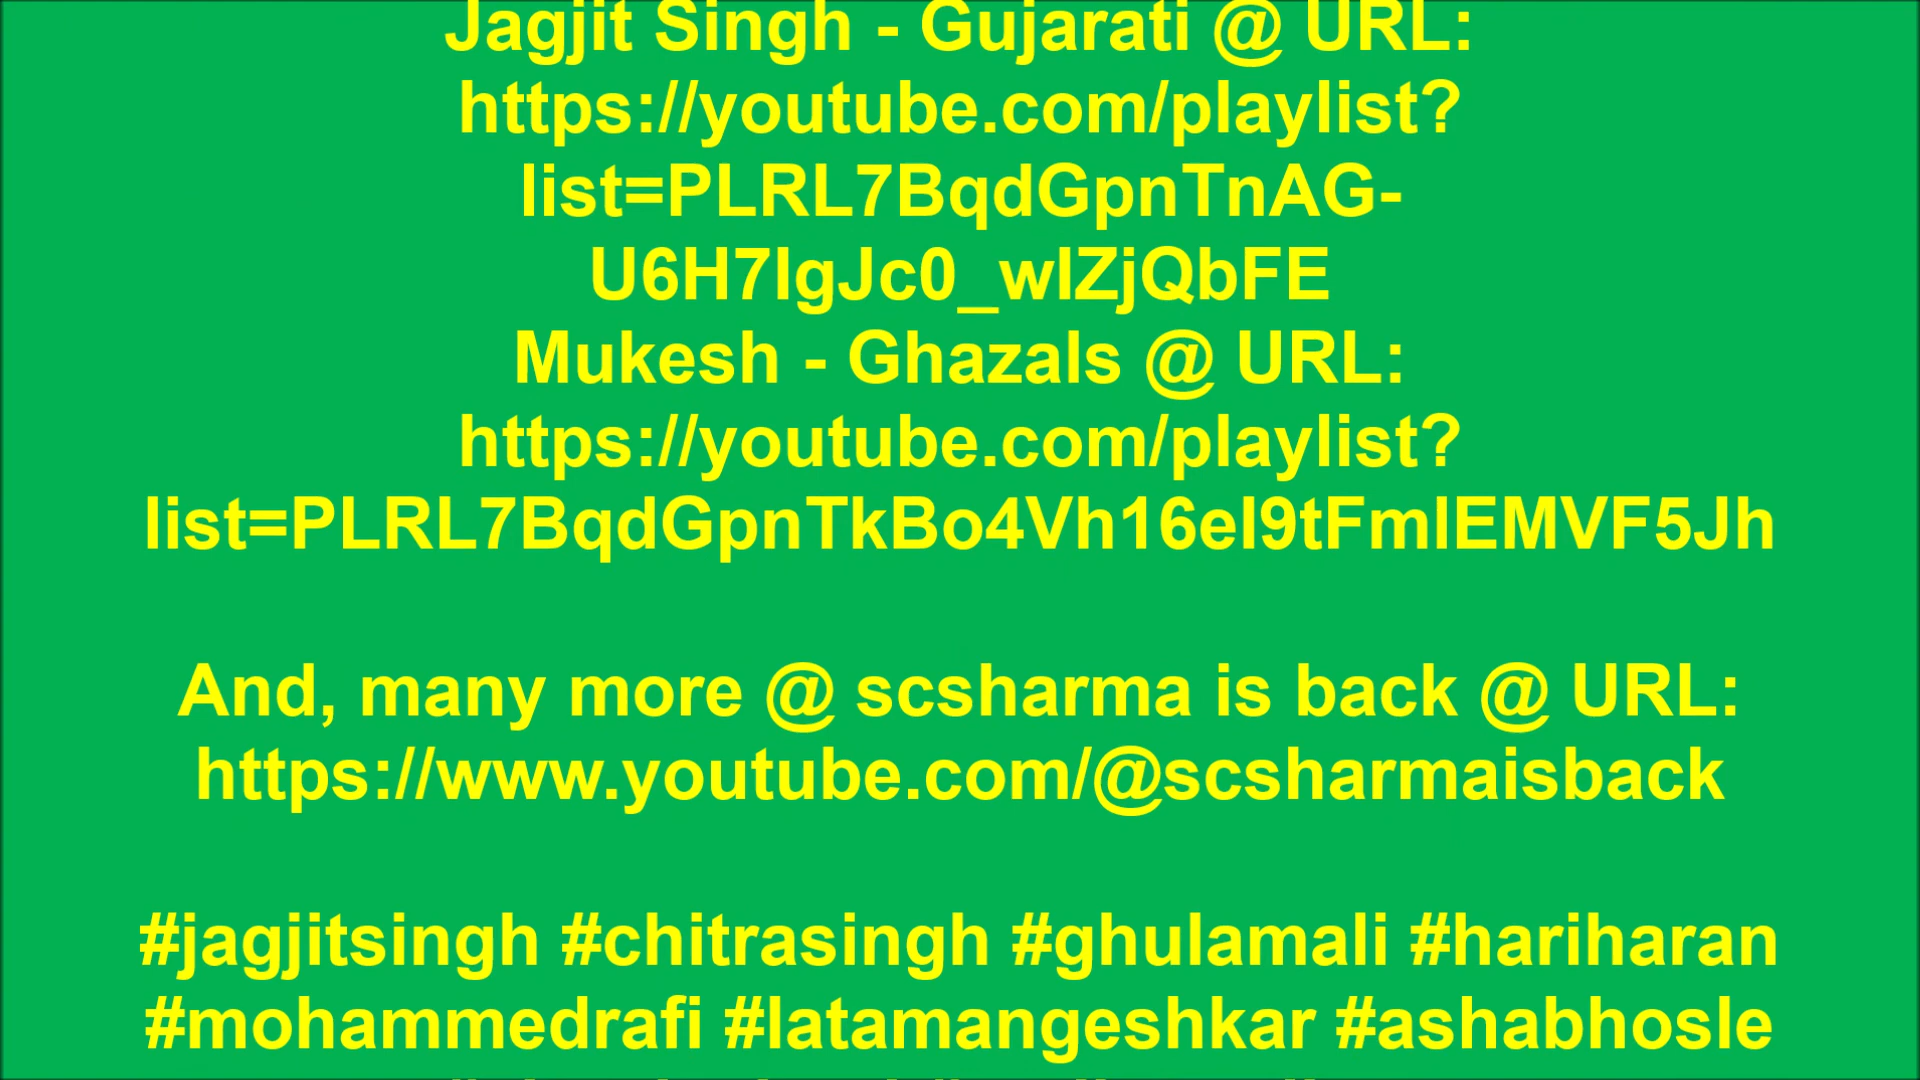 Jagjit Singh - Gujarati @ URL:
https://youtube.com/playlist?
list=PLRL7BqdGpnTnAG-
U6H7IgJc0_wIZjQbFE
Mukesh - Ghazals @ URL:
https://youtube.com/playlist?
list=PLRL7BqdGpnTkBo4Vh16eI9tFmIEMVF5Jh
And, many more @ scsharma is back @ URL:
https://www.youtube.com/@scsharmaisback
#jagjitsingh #chitrasingh #ghulamali #hariharan
#mohammedrafi #latamangeshkar #ashabhosle